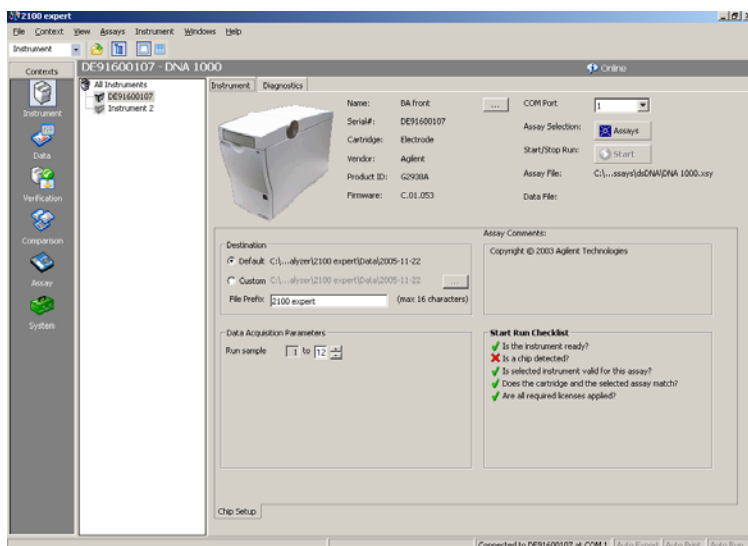 2100 expert
File Context View Assays Instrument Windows Help
Instrument
Contexts
Instrument
Data
Verification
Comparison
Assay
System
DE91600107 - DNA 1000
Online
All Instruments
DE91600107
Instrument 2
Instrument Diagnostics
Name: BA front ...
Serial#: DE91600107
Cartridge: Electrode
Vendor: Agilent
Product ID: G2938A
Firmware: C.01.053
COM Port 1
Assay Selection: Assays
Start/Stop Run: Start
Assay File: C:\...ssays\dsDNA\DNA 1000.xsy
Data File:
Destination
Default C:\...alyzer\2100 expert\Data\2005-11-22
Custom C:\...alyzer\2100 expert\Data\2005-11-22 ...
File Prefix 2100 expert (max 16 characters)
Assay Comments:
Copyright © 2003 Agilent Technologies
Data Acquisition Parameters
Run sample 1 to 12
Start Run Checklist
Is the instrument ready?
Is a chip detected?
Is selected instrument valid for this assay?
Does the cartridge and the selected assay match?
Are all required licenses applied?
Chip Setup
Connected to DE91600107 at COM 1 Auto Export Auto Print Auto Run